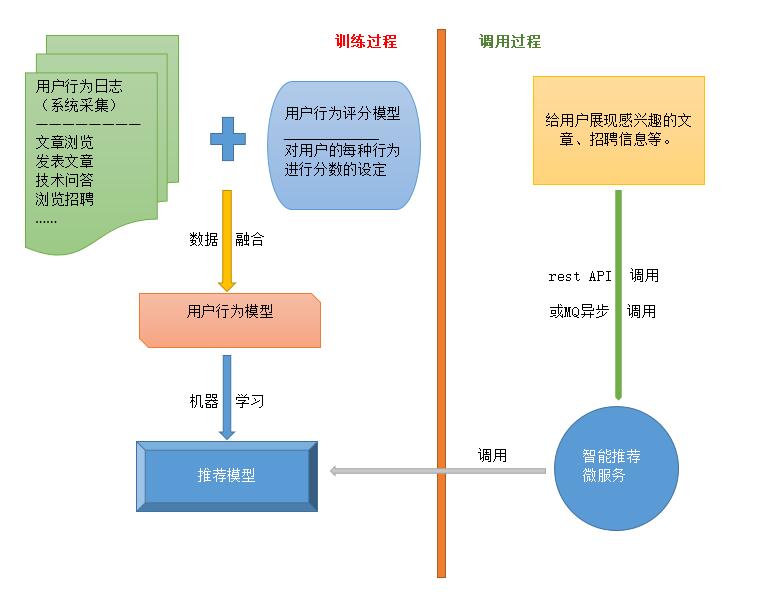 训练过程
调用过程
用户行为日志
（系统采集）
————————
文章浏览
发表文章
技术问答
浏览招聘
......
用户行为评分模型
对用户的每种行为
进行分数的设定
数据 融合
用户行为模型
机器 学习
推荐模型
给用户展现感兴趣的文
章、招聘信息等。
rest API 调用
或MQ异步 调用
智能推荐
微服务
调用